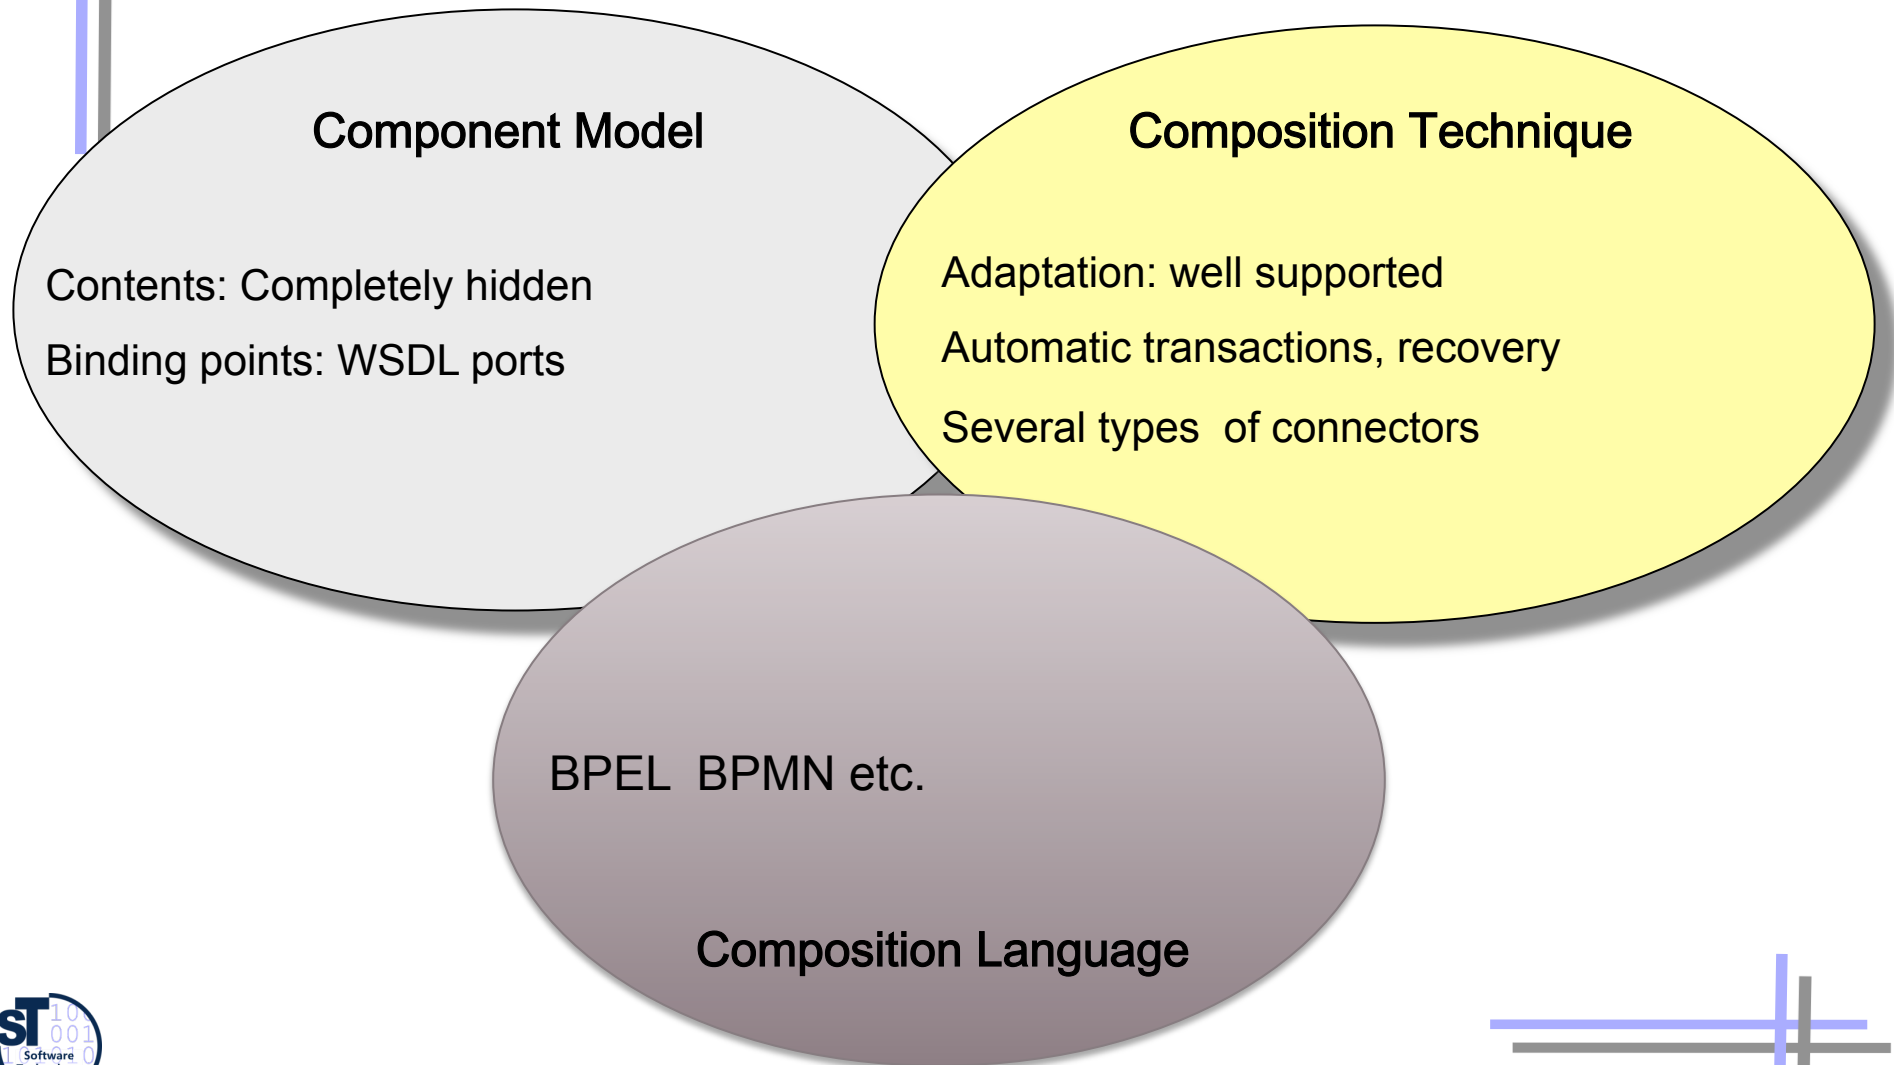 Component Model
Contents: Completely hidden
Binding points: WSDL ports
Composition Technique
Adaptation: well supported
Automatic transactions, recovery
Several types  of connectors
BPEL  BPMN etc.
Composition Language
ST
Software